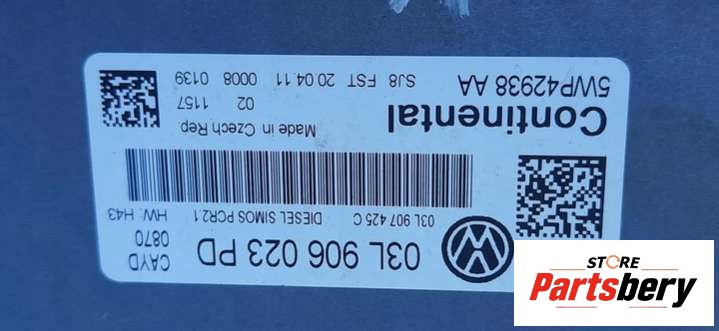 03L 906 023 PD
CAYD
0870
03L 907 425 C DIESEL SIMOS PCR2.1 HW: H43
Continental
Made in Czech Rep
02 1157
5WP42938 AA
SJ8 FST 20 04 11 0008 0139
STORE
Partsbery